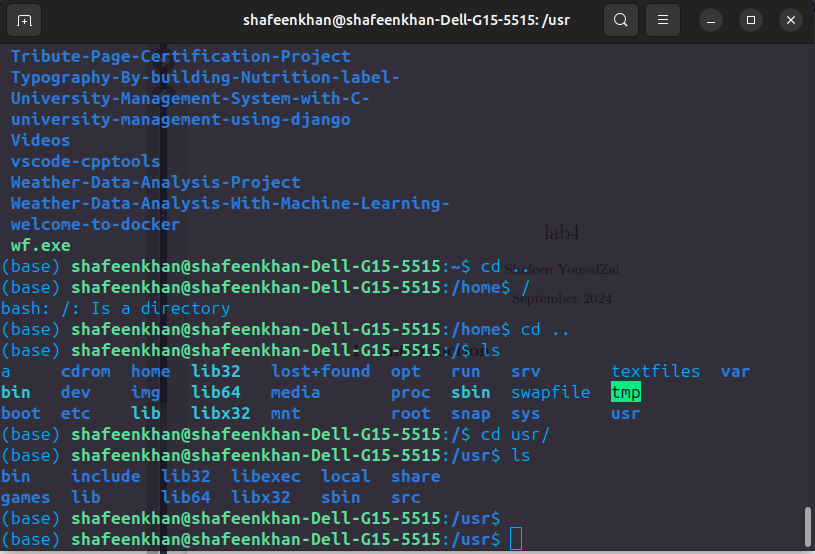 shafeenkhan@shafeenkhan-Dell-G15-5515: /usr
Tribute-Page-Certification-Project
Typography-By-building-Nutrition-label-
University-Management-System-with-C-
university-management-using-django
Videos
vscode-cpptools
Weather-Data-Analysis-Project
Weather-Data-Analysis-With-Machine-Learning-
welcome-to-docker
lab4
wf.exe
(base) shafeenkhan@shafeenkhan-Dell-G15-5515:~$ cd ..
Shafeen YousafZai
(base) shafeenkhan@shafeenkhan-Dell-G15-5515:/home$ /
September 2024
bash: /: Is a directory
(base) shafeenkhan@shafeenkhan-Dell-G15-5515:/home$ cd ..
(base) shafeenkhan@shafeenkhan-Dell-G15-5515:/$ ls
a cdrom home lib32 lost+found opt run srv textfiles var
bin dev img lib64 media proc sbin swapfile tmp
boot etc lib libx32 mnt root snap sys usr
(base) shafeenkhan@shafeenkhan-Dell-G15-5515:/$ cd usr/
(base) shafeenkhan@shafeenkhan-Dell-G15-5515:/usr$ ls
bin include lib32 libexec local share
games lib lib64 libx32 sbin src
(base) shafeenkhan@shafeenkhan-Dell-G15-5515:/usr$
(base) shafeenkhan@shafeenkhan-Dell-G15-5515:/usr$